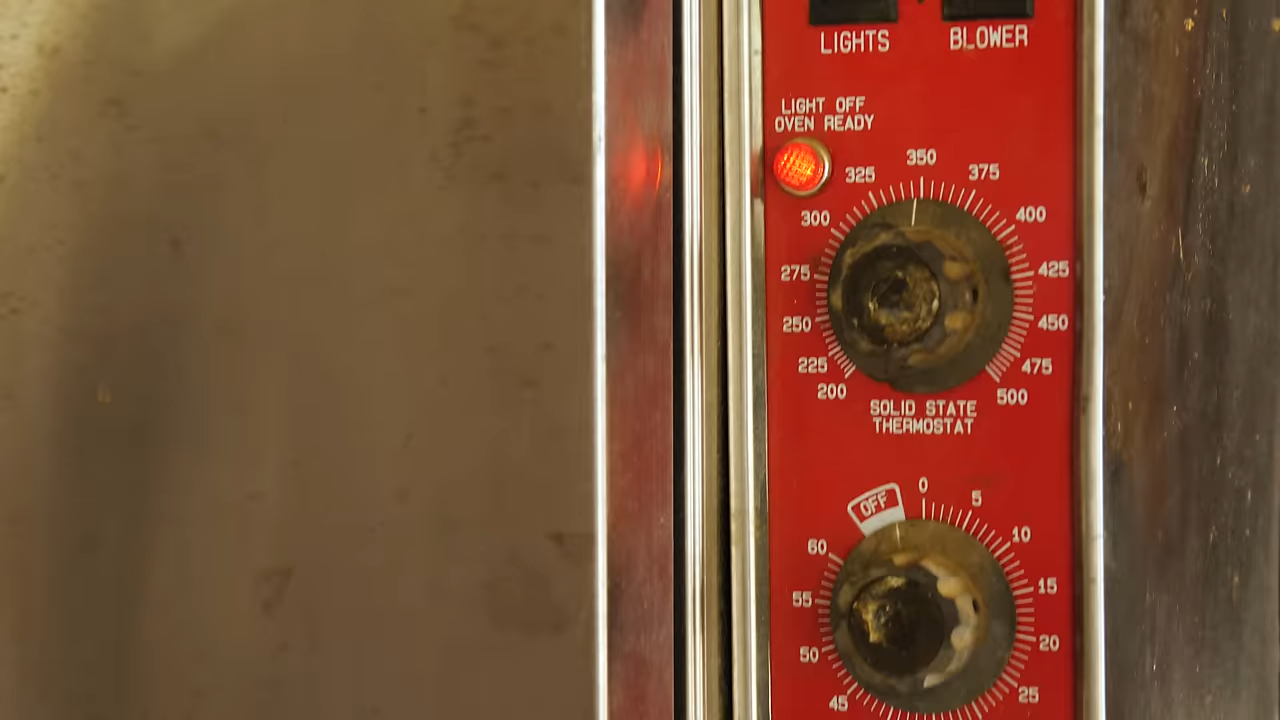 LIGHTS BLOWER
LIGHT OFF
OVEN READY
350
325 375
300 400
275 425
250 450
225 475
200 500
SOLID STATE
THERMOSTAT
0
OFF 5
10
60
15
55
20
50
25
45